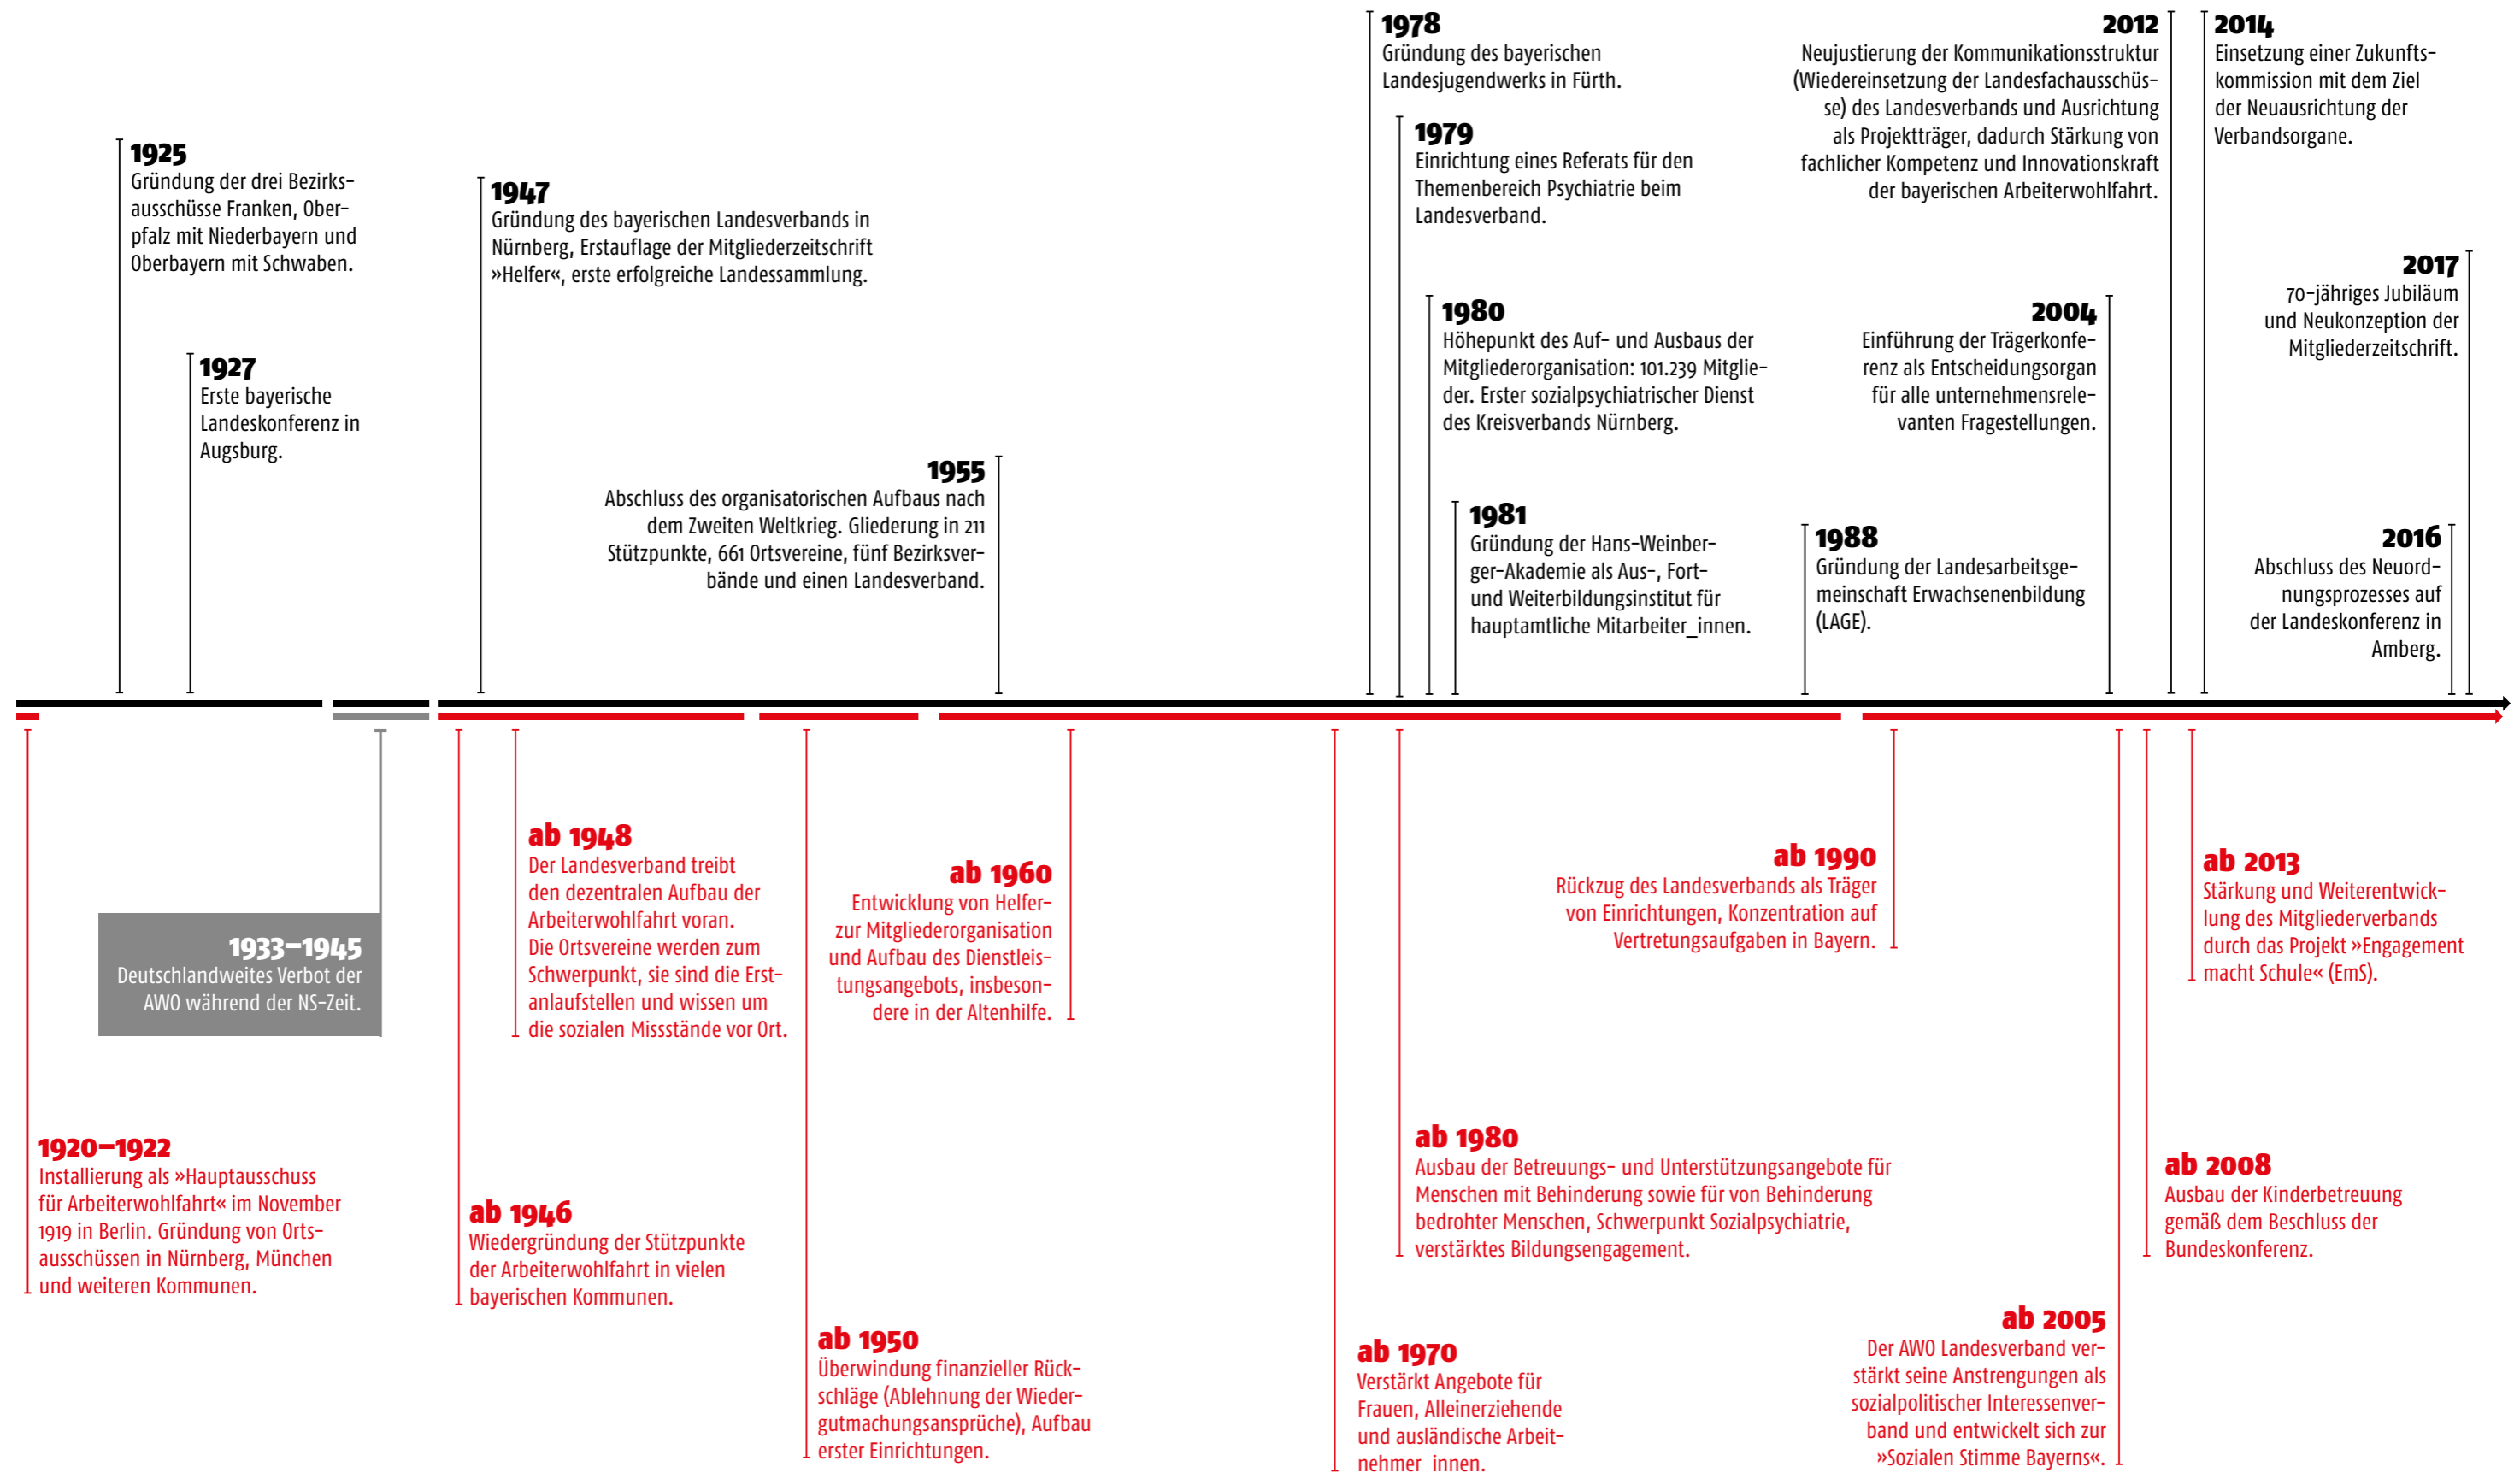 1925
Gründung der drei Bezirks-
ausschüsse Franken, Ober-
pfalz mit Niederbayern und
Oberbayern mit Schwaben.
1927
Erste bayerische
Landeskonferenz in
Augsburg.
1947
Gründung des bayerischen Landesverbands in
Nürnberg, Erstauflage der Mitgliederzeitschrift
»Helfer«, erste erfolgreiche Landessammlung.
1955
Abschluss des organisatorischen Aufbaus nach
dem Zweiten Weltkrieg. Gliederung in 211
Stützpunkte, 661 Ortsvereine, fünf Bezirksver-
bände und einen Landesverband.
1978
Gründung des bayerischen
Landesjugendwerks in Fürth.
1979
Einrichtung eines Referats für den
Themenbereich Psychiatrie beim
Landesverband.
1980
Höhepunkt des Auf- und Ausbaus der
Mitgliederorganisation: 101.239 Mitglie-
der. Erster sozialpsychiatrischer Dienst
des Kreisverbands Nürnberg.
1981
Gründung der Hans-Weinber-
ger-Akademie als Aus-, Fort-
und Weiterbildungsinstitut für
hauptamtliche Mitarbeiter_innen.
1988
Gründung der Landesarbeitsge-
meinschaft Erwachsenenbildung
(LAGE).
2004
Einführung der Trägerkonfe-
renz als Entscheidungsorgan
für alle unternehmensrele-
vanten Fragestellungen.
2012
Neujustierung der Kommunikationsstruktur
(Wiedereinsetzung der Landesfachausschüs-
se) des Landesverbands und Ausrichtung
als Projektträger, dadurch Stärkung von
fachlicher Kompetenz und Innovationskraft
der bayerischen Arbeiterwohlfahrt.
2014
Einsetzung einer Zukunfts-
kommission mit dem Ziel
der Neuausrichtung der
Verbandsorgane.
2016
Abschluss des Neuord-
nungsprozesses auf
der Landeskonferenz in
Amberg.
2017
70-jähriges Jubiläum
und Neukonzeption der
Mitgliederzeitschrift.
1920–1922
Installierung als »Hauptausschuss
für Arbeiterwohlfahrt« im November
1919 in Berlin. Gründung von Orts-
ausschüssen in Nürnberg, München
und weiteren Kommunen.
1933–1945
Deutschlandweites Verbot der
AWO während der NS-Zeit.
ab 1946
Wiedergründung der Stützpunkte
der Arbeiterwohlfahrt in vielen
bayerischen Kommunen.
ab 1948
Der Landesverband treibt
den dezentralen Aufbau der
Arbeiterwohlfahrt voran.
Die Ortsvereine werden zum
Schwerpunkt, sie sind die Erst-
anlaufstellen und wissen um
die sozialen Missstände vor Ort.
ab 1950
Überwindung finanzieller Rück-
schläge (Ablehnung der Wieder-
gutmachungsansprüche), Aufbau
erster Einrichtungen.
ab 1960
Entwicklung von Helfer-
zur Mitgliederorganisation
und Aufbau des Dienstleis-
tungsangebots, insbeson-
dere in der Altenhilfe.
ab 1970
Verstärkt Angebote für
Frauen, Alleinerziehende
und ausländische Arbeit-
nehmer_innen.
ab 1980
Ausbau der Betreuungs- und Unterstützungsangebote für
Menschen mit Behinderung sowie für von Behinderung
bedrohter Menschen, Schwerpunkt Sozialpsychiatrie,
verstärktes Bildungsengagement.
ab 1990
Rückzug des Landesverbands als Träger
von Einrichtungen, Konzentration auf
Vertretungsaufgaben in Bayern.
ab 2005
Der AWO Landesverband ver-
stärkt seine Anstrengungen als
sozialpolitischer Interessenver-
band und entwickelt sich zur
»Sozialen Stimme Bayerns«.
ab 2008
Ausbau der Kinderbetreuung
gemäß dem Beschluss der
Bundeskonferenz.
ab 2013
Stärkung und Weiterentwick-
lung des Mitgliederverbands
durch das Projekt »Engagement
macht Schule« (EmS).